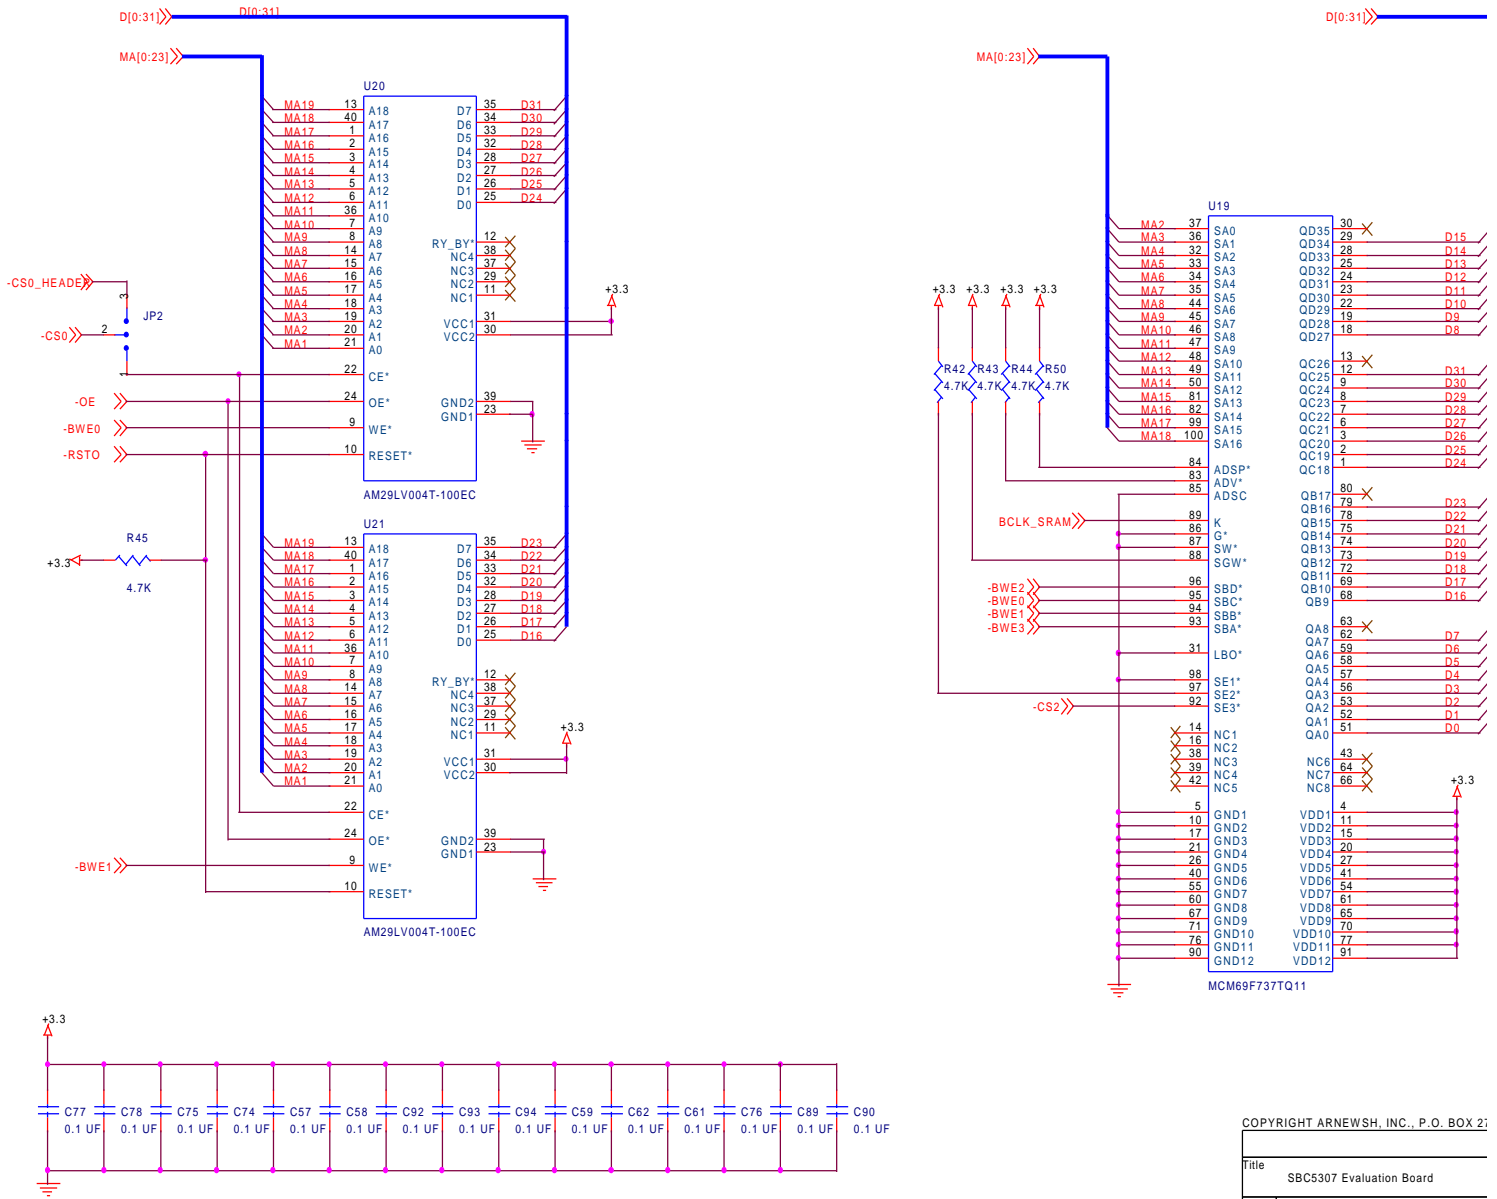 D[0:31]
D[0:31]
MA[0:23]
U20
MA19 13 A18 D7 35 D31
MA18 40 A17 D6 34 D30
MA17 1 A16 D5 33 D29
MA16 2 A15 D4 32 D28
MA15 3 A14 D3 28 D27
MA14 4 A13 D2 27 D26
MA13 5 A12 D1 26 D25
MA12 6 A11 D0 25 D24
MA11 36 A10
MA10 7 A9
MA9 8 A8 RY_BY* 12
MA8 14 A7 NC4 38
MA7 15 A6 NC3 37
MA6 16 A5 NC2 29
MA5 17 A4 NC1 11
MA4 18 A3
MA3 19 A2 VCC1 31 +3.3
MA2 20 A1 VCC2 30
MA1 21 A0
-CS0_HEADER
3
JP2
-CS0 2
1
22 CE*
-OE 24 OE* GND2 39
GND1 23
-BWE0 9 WE*
-RSTO 10 RESET*
AM29LV004T-100EC
U21
R45
+3.3
4.7K
MA19 13 A18 D7 35 D23
MA18 40 A17 D6 34 D22
MA17 1 A16 D5 33 D21
MA16 2 A15 D4 32 D20
MA15 3 A14 D3 28 D19
MA14 4 A13 D2 27 D18
MA13 5 A12 D1 26 D17
MA12 6 A11 D0 25 D16
MA11 36 A10
MA10 7 A9
MA9 8 A8 RY_BY* 12
MA8 14 A7 NC4 38
MA7 15 A6 NC3 37
MA6 16 A5 NC2 29
MA5 17 A4 NC1 11
MA4 18 A3
MA3 19 A2 VCC1 31 +3.3
MA2 20 A1 VCC2 30
MA1 21 A0
22 CE*
24 OE* GND2 39
GND1 23
-BWE1 9 WE*
10 RESET*
AM29LV004T-100EC
D[0:31]
MA[0:23]
U19
MA2 37 SA0 QD35 30
MA3 36 SA1 QD34 29 D15
MA4 32 SA2 QD33 28 D14
MA5 33 SA3 QD32 25 D13
MA6 34 SA4 QD31 24 D12
MA7 35 SA5 QD30 23 D11
MA8 44 SA6 QD29 22 D10
MA9 45 SA7 QD28 19 D9
MA10 46 SA8 QD27 18 D8
MA11 47 SA9
MA12 48 SA10 QC26 13
MA13 49 SA11 QC25 12 D31
MA14 50 SA12 QC24 9 D30
MA15 81 SA13 QC23 8 D29
MA16 82 SA14 QC22 7 D28
MA17 99 SA15 QC21 6 D27
MA18 100 SA16 QC20 3 D26
QC19 2 D25
QC18 1 D24
+3.3 +3.3 +3.3 +3.3
R42 R43 R44 R50
4.7K 4.7K 4.7K 4.7K
84 ADSP*
83 ADV*
85 ADSC
BCLK_SRAM 89 K
86 G*
87 SW*
88 SGW*
QB17 80
QB16 79 D23
QB15 78 D22
QB14 75 D21
QB13 74 D20
QB12 73 D19
QB11 72 D18
QB10 69 D17
QB9 68 D16
-BWE2 96 SBD*
-BWE0 95 SBC*
-BWE1 94 SBB*
-BWE3 93 SBA*
31 LBO*
98 SE1*
97 SE2*
-CS2 92 SE3*
QA8 63
QA7 62 D7
QA6 59 D6
QA5 58 D5
QA4 57 D4
QA3 56 D3
QA2 53 D2
QA1 52 D1
QA0 51 D0
14 NC1
16 NC2
38 NC3 NC6 43
39 NC4 NC7 64
42 NC5 NC8 66
+3.3
5 GND1 VDD1 4
10 GND2 VDD2 11
17 GND3 VDD3 15
21 GND4 VDD4 20
26 GND5 VDD5 27
40 GND6 VDD6 41
55 GND7 VDD7 54
60 GND8 VDD8 61
67 GND9 VDD9 65
71 GND10 VDD10 70
76 GND11 VDD11 77
90 GND12 VDD12 91
MCM69F737TQ11
+3.3
C77 C78 C75 C74 C57 C58 C92 C93 C94 C59 C62 C61 C76 C89 C90
0.1 UF 0.1 UF 0.1 UF 0.1 UF 0.1 UF 0.1 UF 0.1 UF 0.1 UF 0.1 UF 0.1 UF 0.1 UF 0.1 UF 0.1 UF 0.1 UF 0.1 UF
COPYRIGHT ARNEWSH, INC., P.O. BOX 27
Title
SBC5307 Evaluation Board